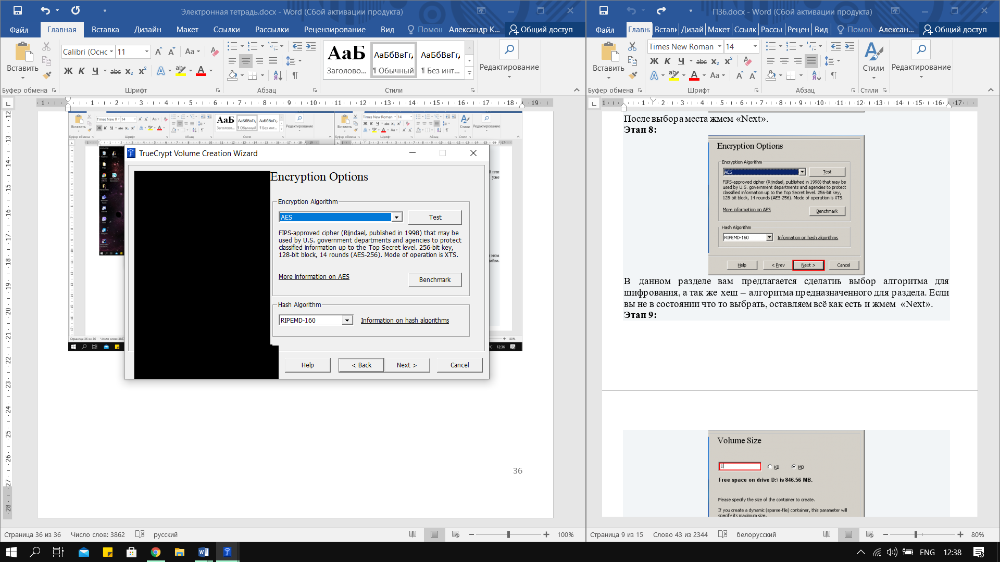 Электронная тетрадь.docx - Word (Сбой активации продукта)
Файл Главная Вставка Дизайн Макет Ссылки Рассылки Рецензирование Вид Помощ Александр К... Общий доступ
Calibri (Оснс 11
Aa
АаБ АаБбВвГг, АаБбВвГг,
Вставить
Ж К Ч abc x₂ x²
Заголово... ¶ Обычный ¶ Без инт...
Редактирование
Буфер обмена Шрифт Абзац Стили
TrueCrypt Volume Creation Wizard
Encryption Options
Encryption Algorithm
AES Test
FIPS-approved cipher (Rijndael, published in 1998) that may be
used by U.S. government departments and agencies to protect
classified information up to the Top Secret level. 256-bit key,
128-bit block, 14 rounds (AES-256). Mode of operation is XTS.
More information on AES Benchmark
Hash Algorithm
RIPEMD-160 Information on hash algorithms
Help < Back Next > Cancel
36
Страница 36 из 36 Число слов: 3862 русский 100%
П36.docx - Word (Сбой активации продукта)
Файл Главн Вставк Дизай Макет Ссылк Рассы. Рецен Вид Помощ Алексан... Общий доступ
Times New Roman 14
Вставить
Ж К Ч abc x₂ x²
Aa
Стили Редактирование
Буфер обмена Шрифт Абзац Стили
После выбора места жмем «Next».
Этап 8:
Encryption Options
Encryption Algorithm
AES Test
FIPS-approved cipher (Rijndael, published in 1998) that may be
used by U.S. government departments and agencies to protect
classified information up to the Top Secret level. 256-bit key,
128-bit block, 14 rounds (AES-256). Mode of operation is XTS.
More information on AES Benchmark
Hash Algorithm
RIPEMD-160 Information on hash algorithms
Help < Prev Next > Cancel
В данном разделе вам предлагается сделатиь выбор алгоритма для
шифрования, а так же хеш – алгоритма предназначенного для раздела. Если
вы не в состоянии что то выбрать, оставляем всё как есть и жмем «Next».
Этап 9:
Volume Size
1 KB MB
Free space on drive D:\ is 846.56 MB.
Please specify the size of the container to create.
If you create a dynamic (sparse-file) container, this parameter will
specify its maximum size.
Страница 9 из 15 Слово 43 из 2344 белорусский 80%
ENG 12:38